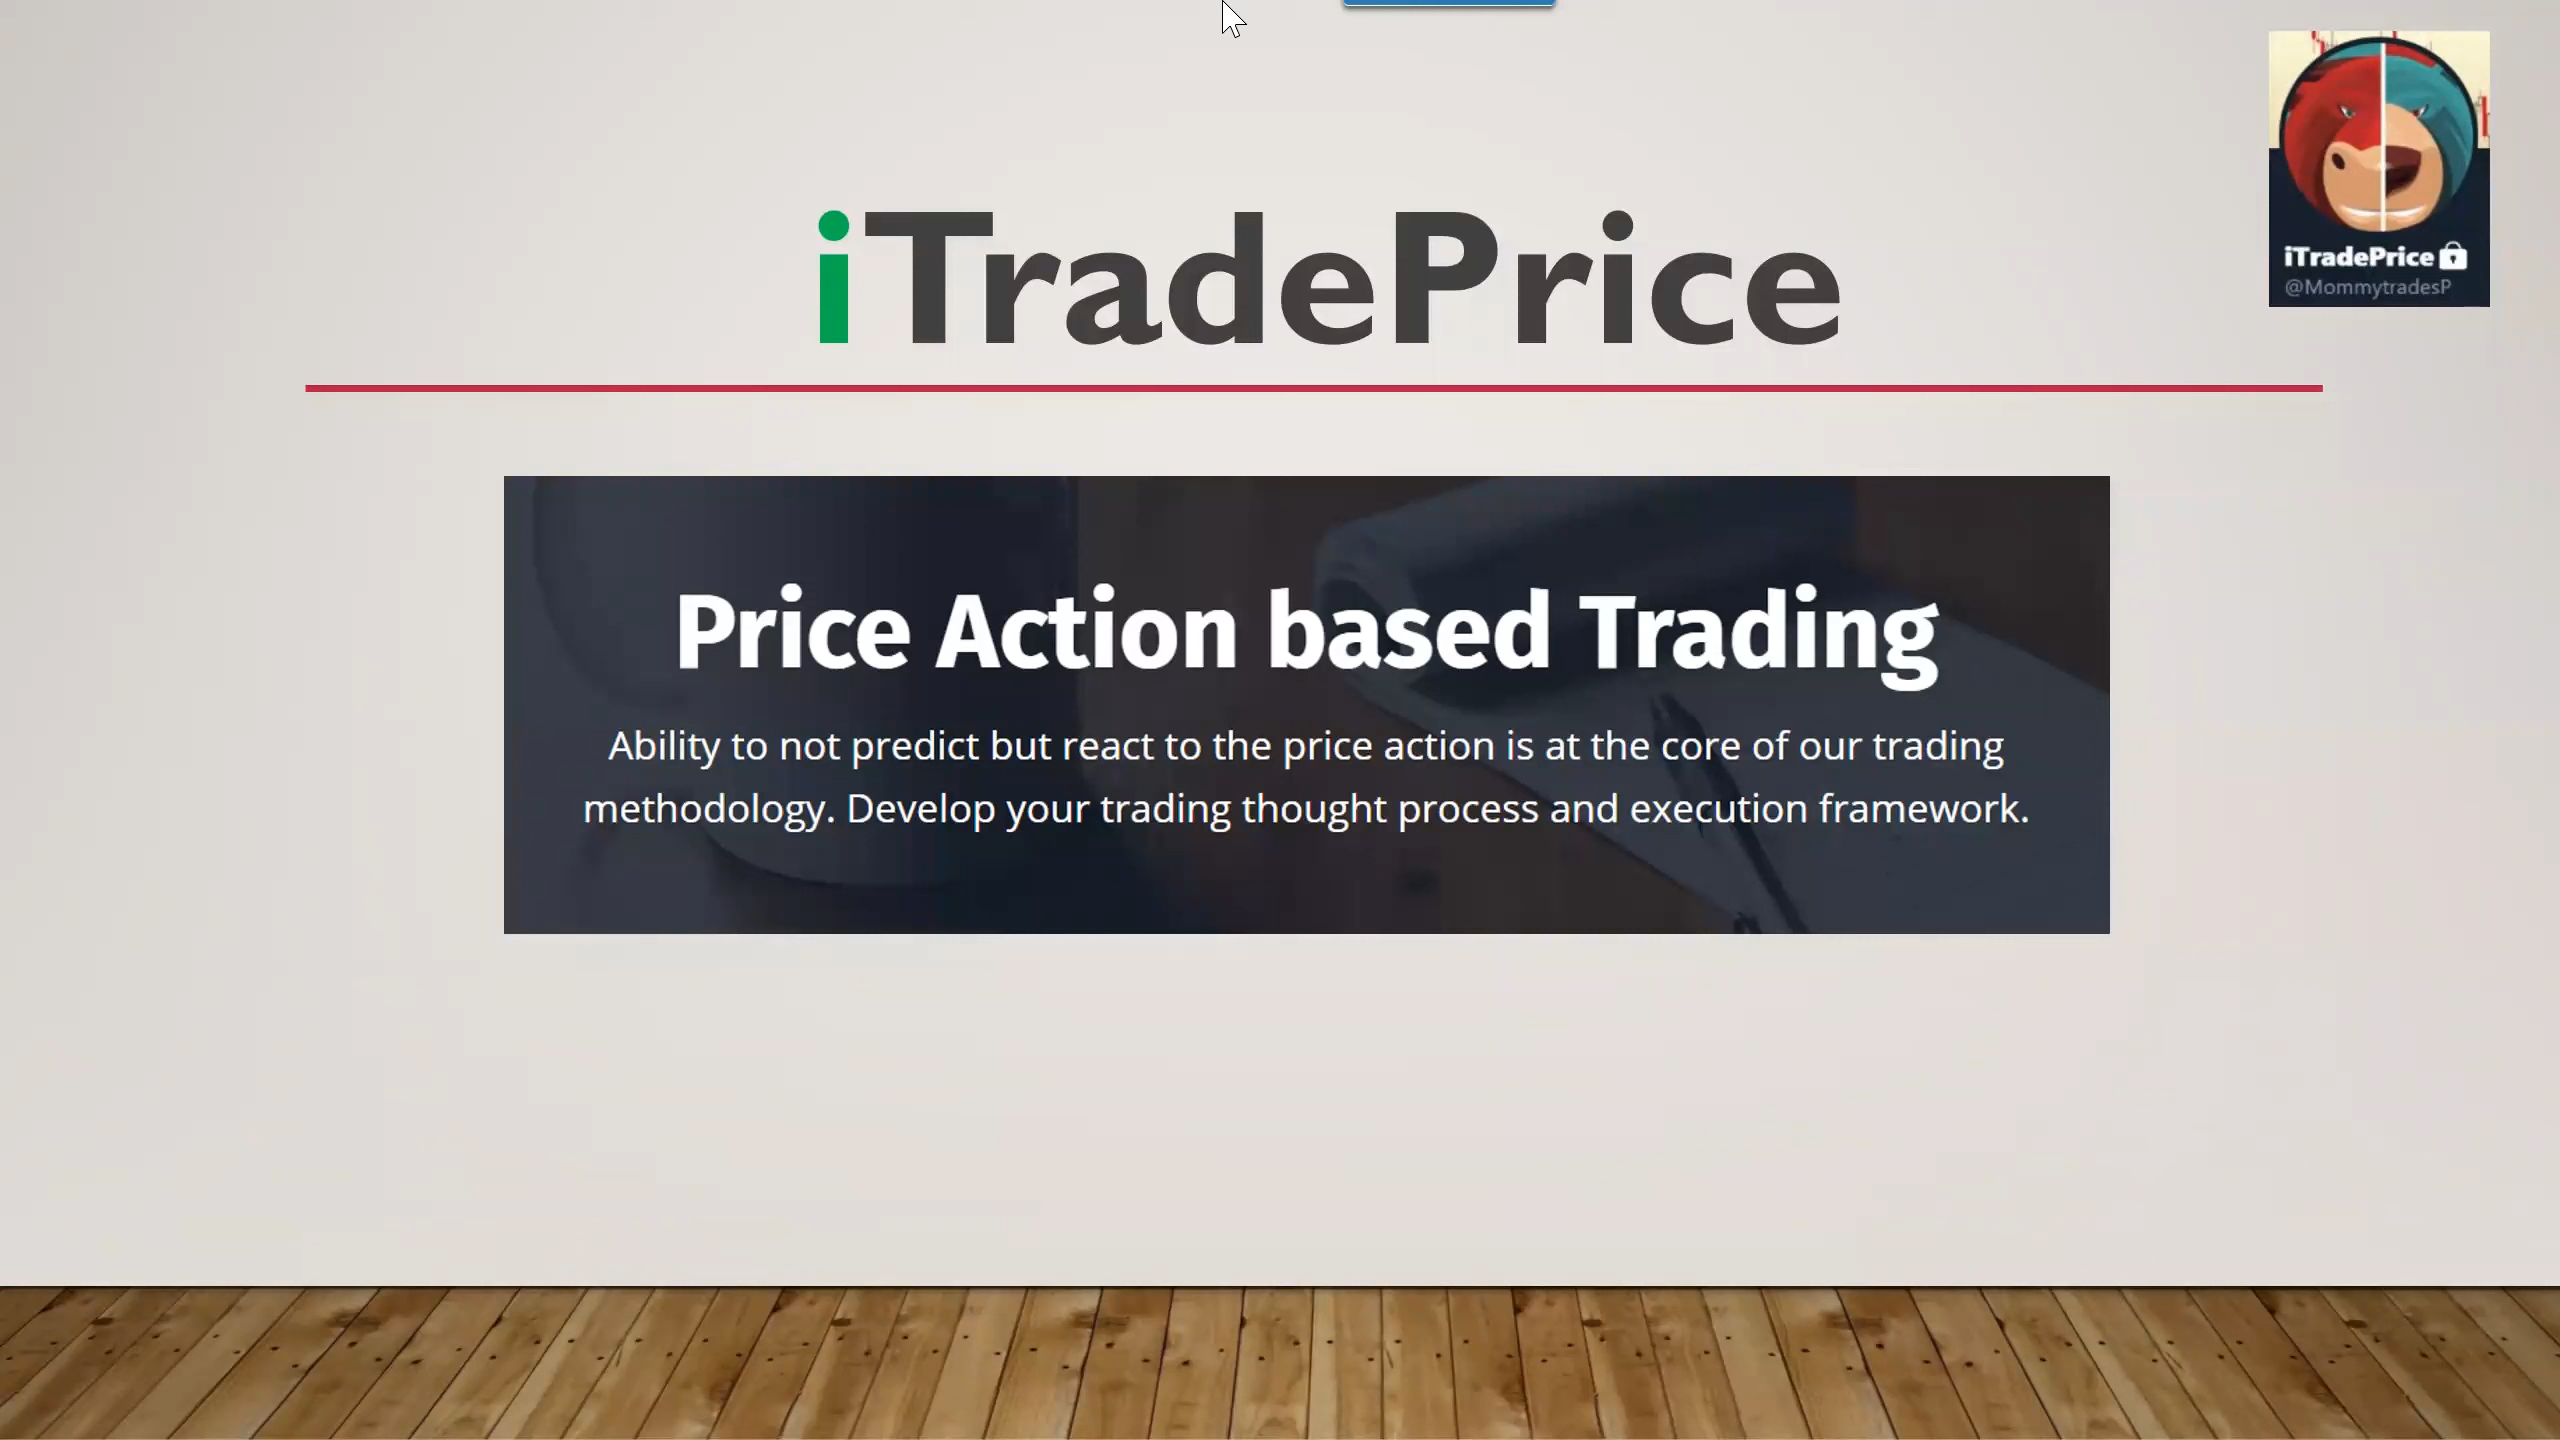 iTradePrice
iTradePrice
@MommytradesP
Price Action based Trading
Ability to not predict but react to the price action is at the core of our trading
methodology. Develop your trading thought process and execution framework.